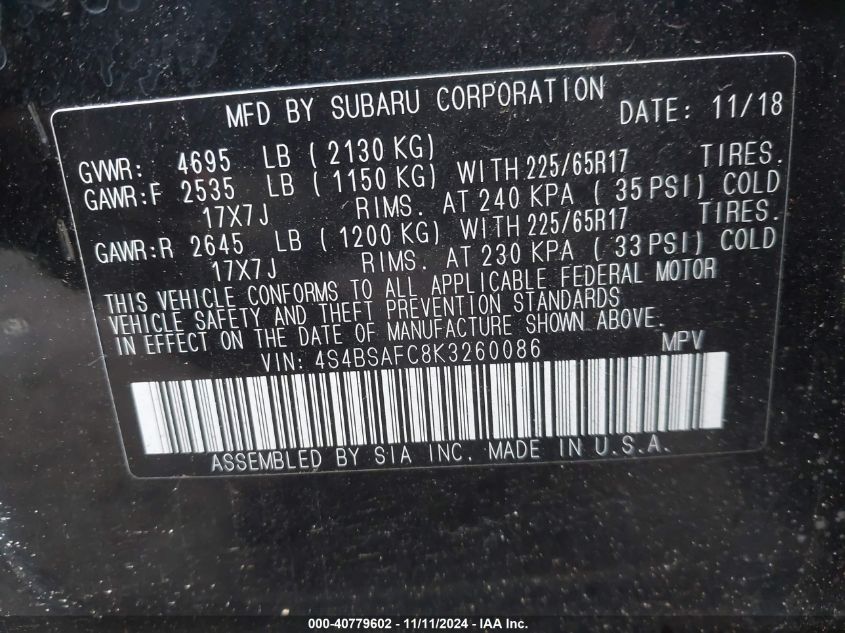 MFD BY SUBARU CORPORATION DATE: 11/18
GVWR: 4695 LB (2130 KG)
GAWR:F 2535 LB (1150 KG) WITH 225/65R17 TIRES.
17X7J RIMS. AT 240 KPA (35 PSI) COLD
GAWR:R 2645 LB (1200 KG) WITH 225/65R17 TIRES.
17X7J RIMS. AT 230 KPA (33 PSI) COLD
THIS VEHICLE CONFORMS TO ALL APPLICABLE FEDERAL MOTOR
VEHICLE SAFETY AND THEFT PREVENTION STANDARDS
IN EFFECT ON THE DATE OF MANUFACTURE SHOWN ABOVE.
VIN: 4S4BSAFC8K3260086 MPV
ASSEMBLED BY SIA INC. MADE IN U.S.A.
000-40779602 - 11/11/2024 - IAA Inc.